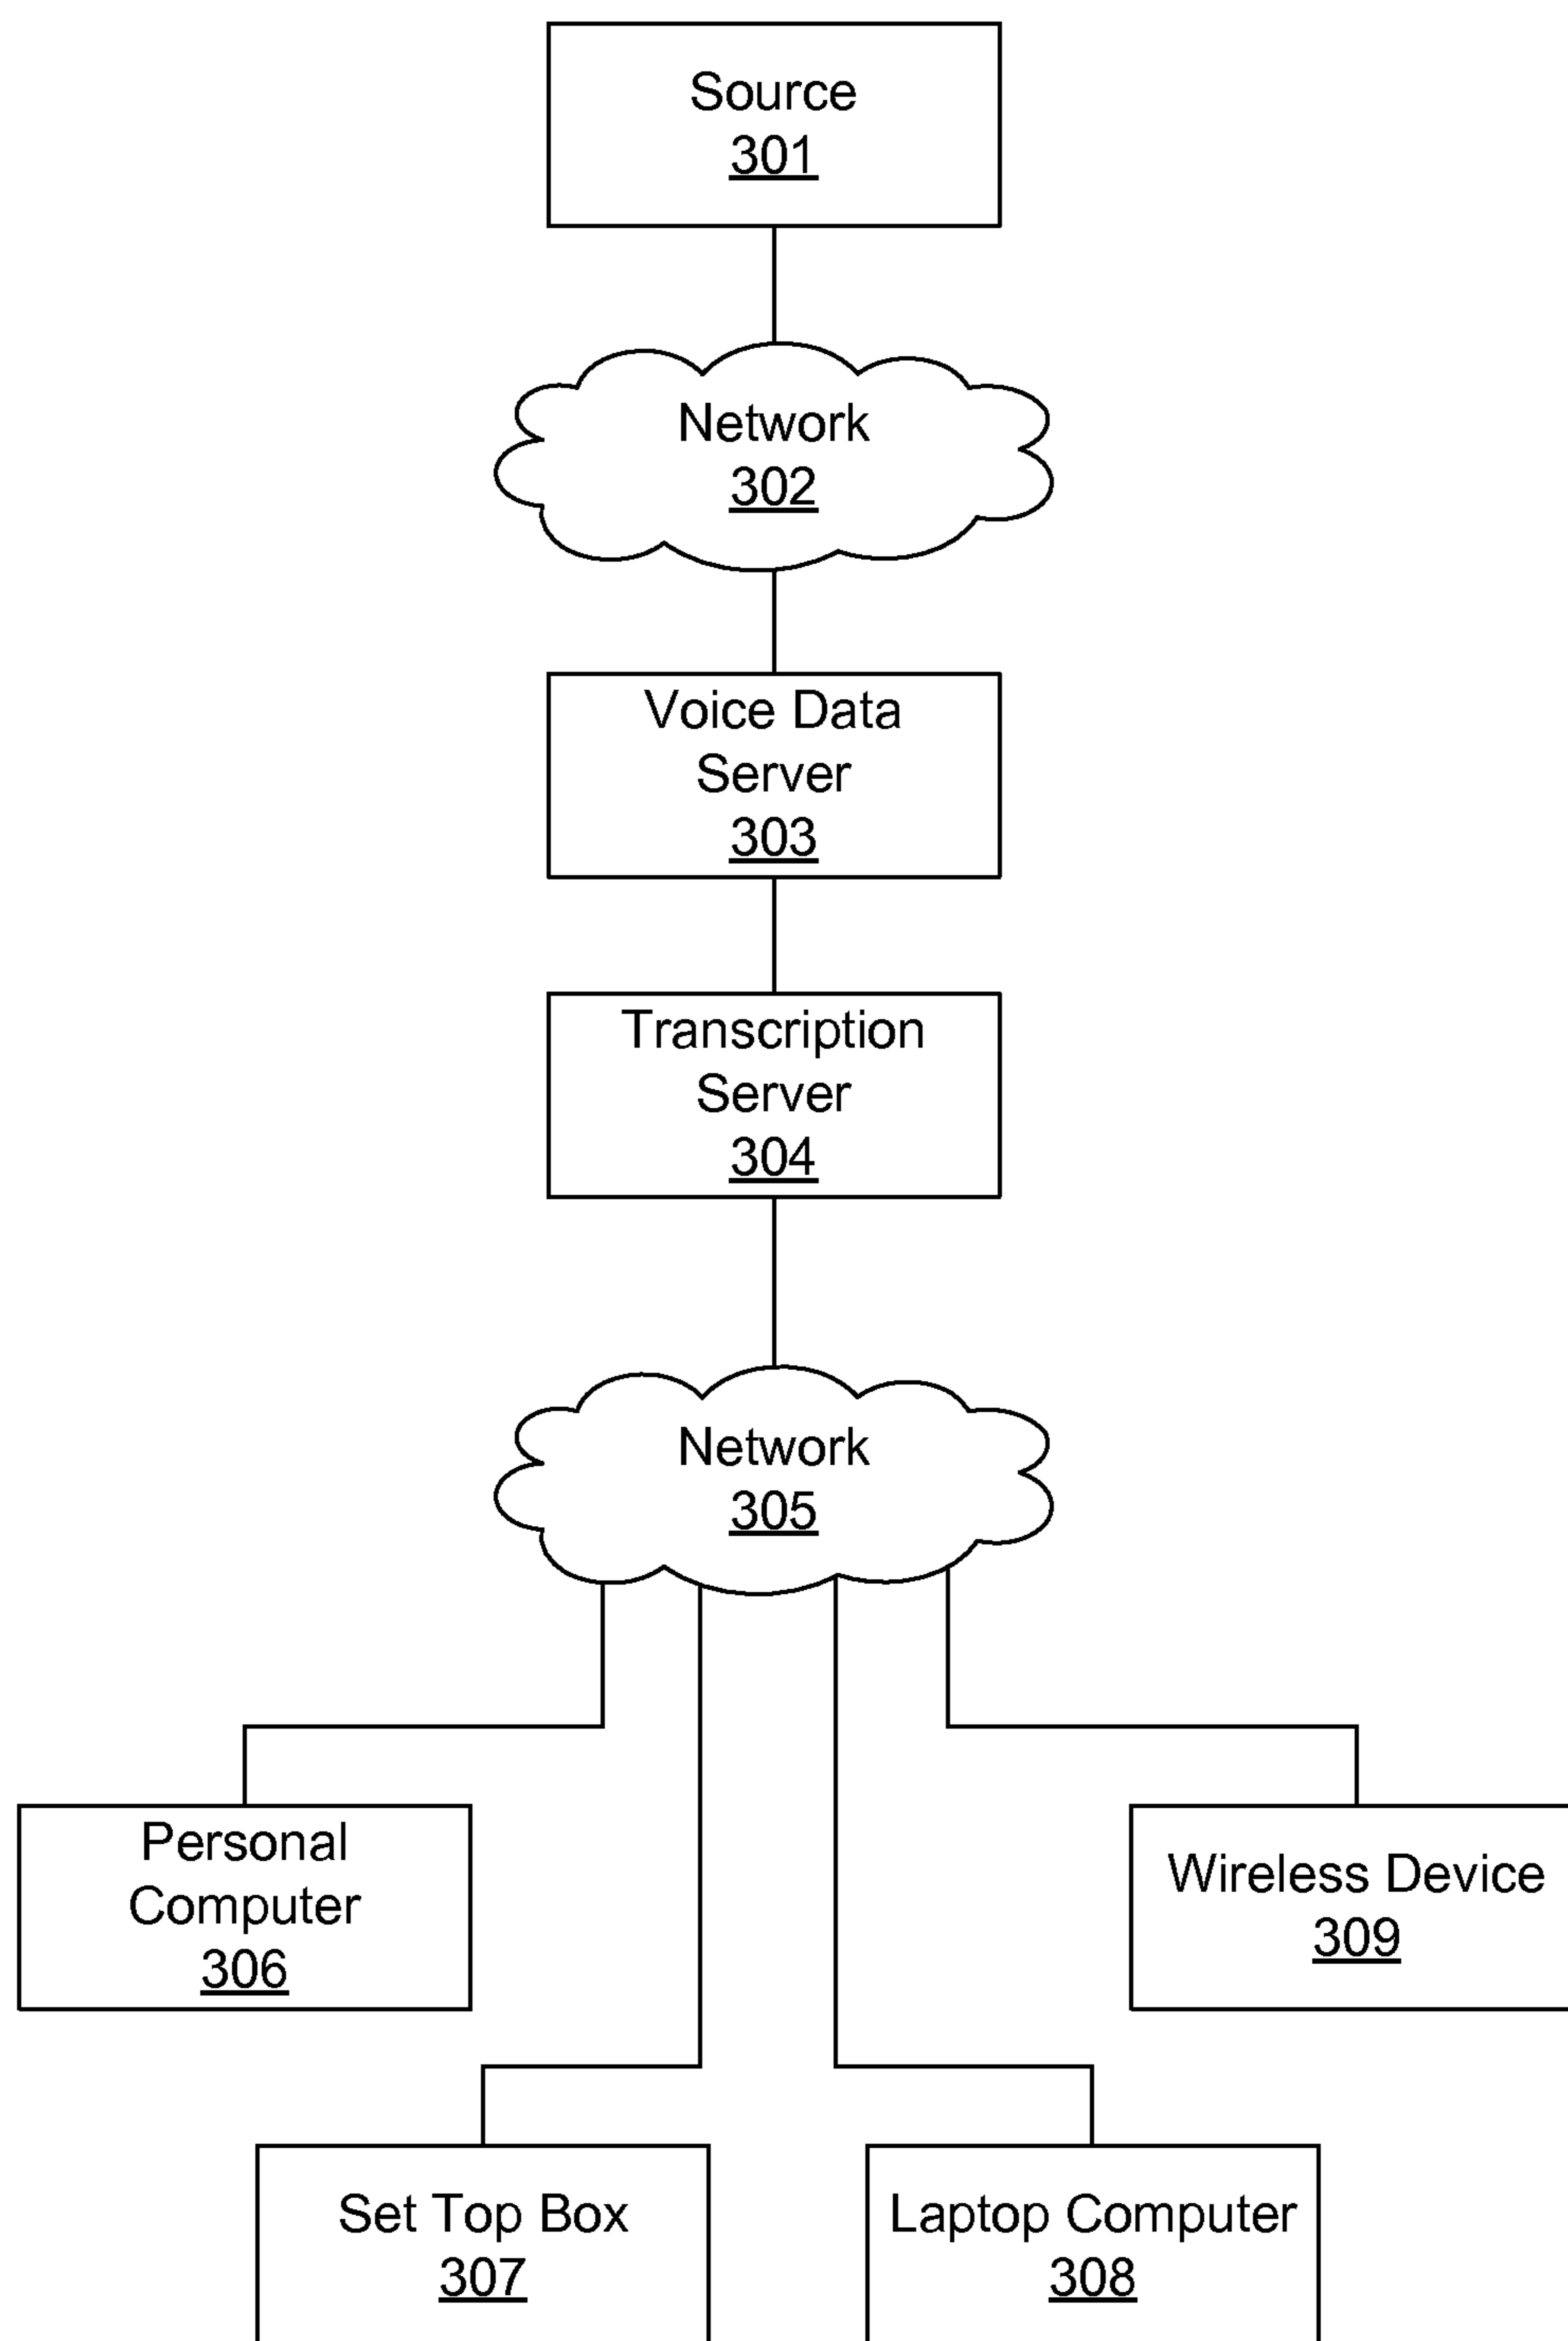 Source
301
Network
302
Voice Data
Server
303
Transcription
Server
304
Network
305
Personal
Computer
306
Wireless Device
309
Set Top Box
307
Laptop Computer
308